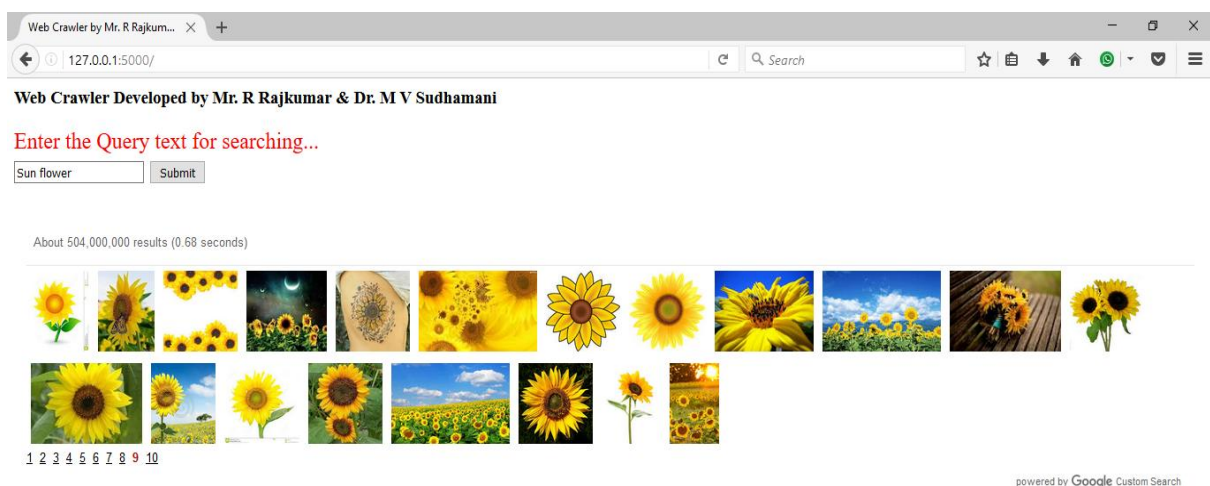 Web Crawler by Mr. R Rajkum...
127.0.0.1:5000/
Search
Web Crawler Developed by Mr. R Rajkumar & Dr. M V Sudhamani
Enter the Query text for searching...
Sun flower Submit
About 504,000,000 results (0.68 seconds)
1 2 3 4 5 6 7 8 9 10
powered by Google Custom Search